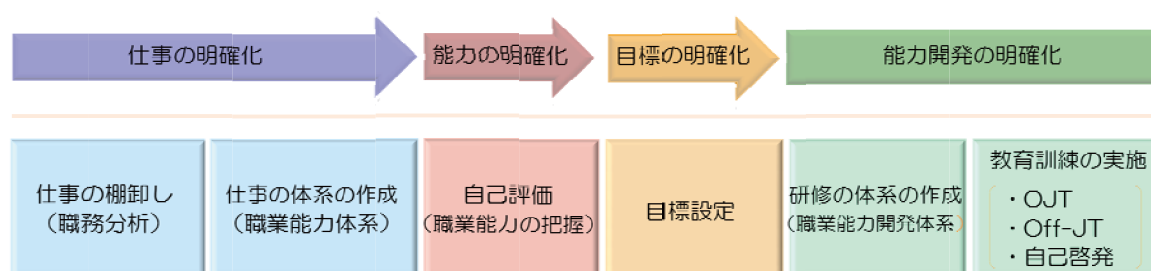 仕事の明確化
能力の明確化
目標の明確化
能力開発の明確化
仕事の棚卸し
（職務分析）
仕事の体系の作成
（職業能力体系）
自己評価
（職業能力の把握）
目標設定
研修の体系の作成
（職業能力開発体系）
教育訓練の実施
・OJT
・Off-JT
・自己啓発